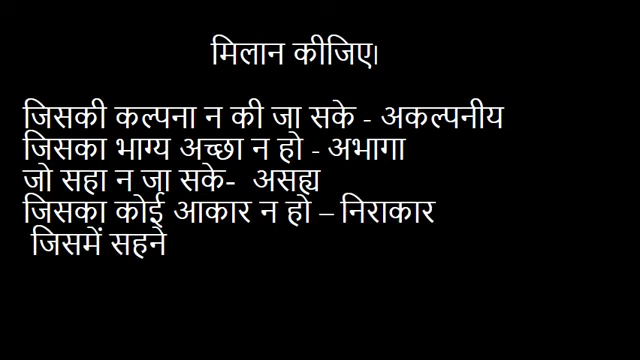 मिलान कीजिए।
जिसकी कल्पना न की जा सके - अकल्पनीय
जिसका भाग्य अच्छा न हो - अभागा
जो सहा न जा सके- असह्य
जिसका कोई आकार न हो – निराकार
जिसमें सहने